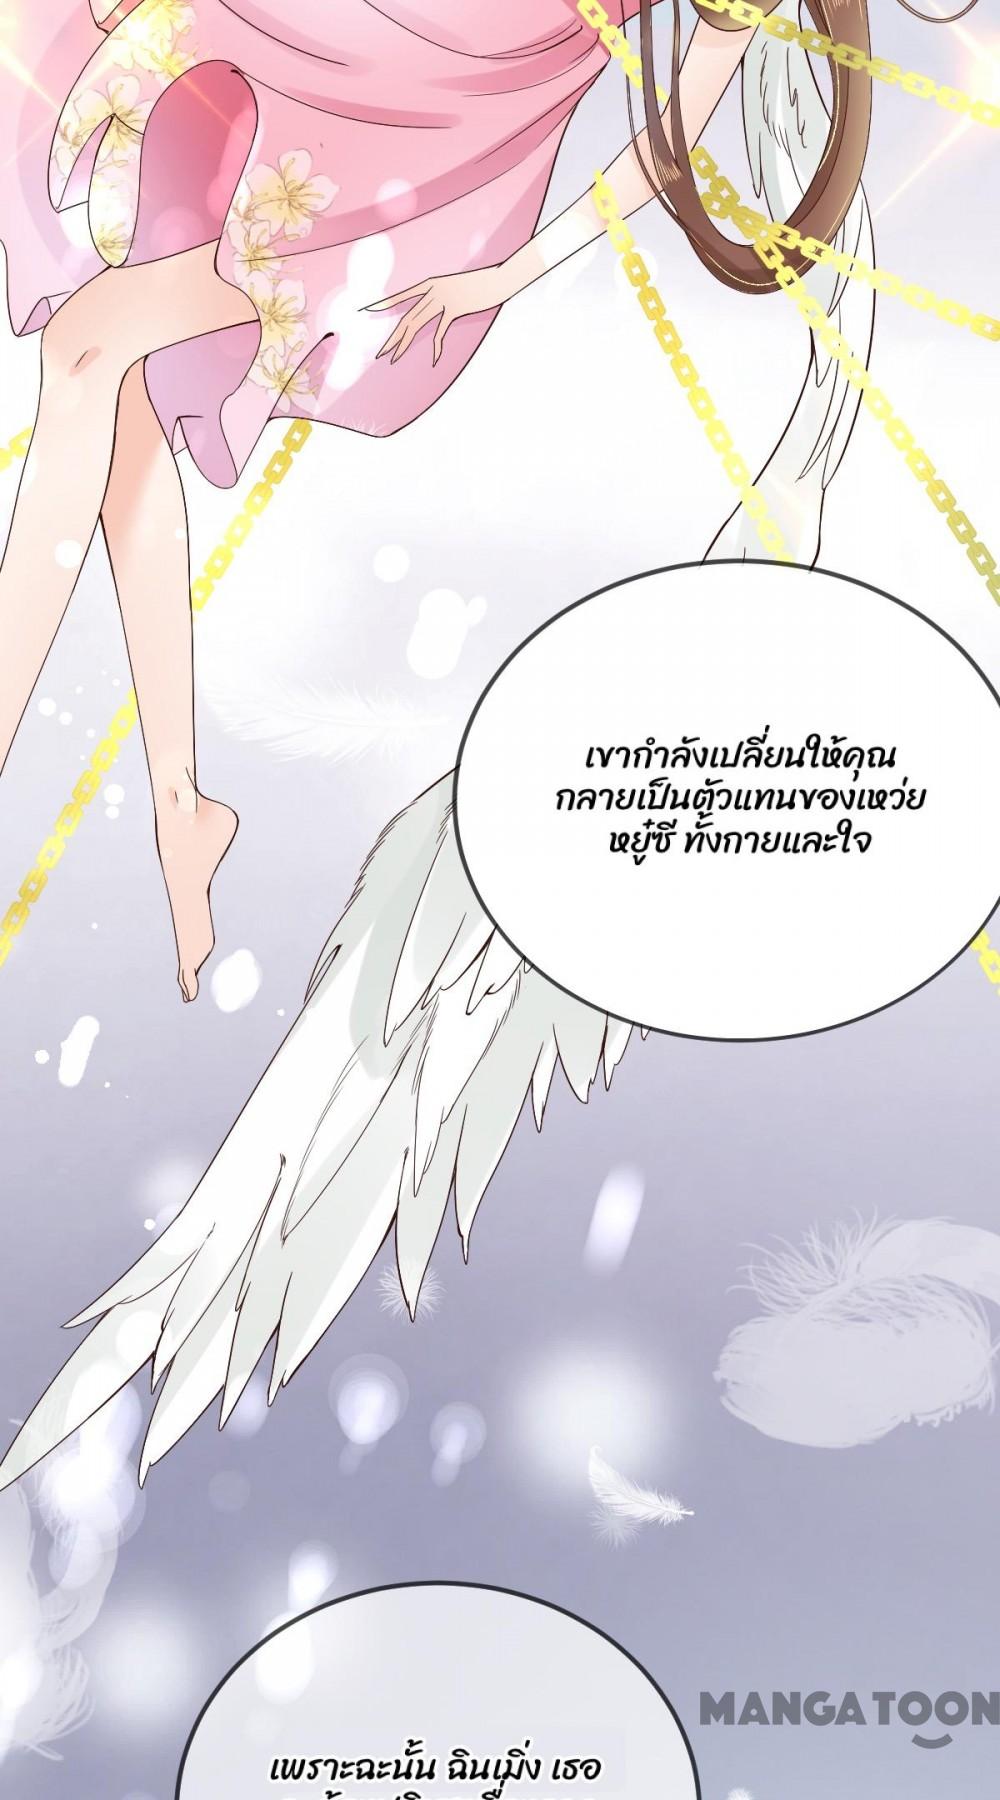 เขากำลังเปลี่ยนให้คุณ
กลายเป็นตัวแทนของเหว่ย
หยู๋ซี ทั้งกายและใจ
MANGATOON
เพราะฉะนั้น ฉินเมิ่ง เธอ